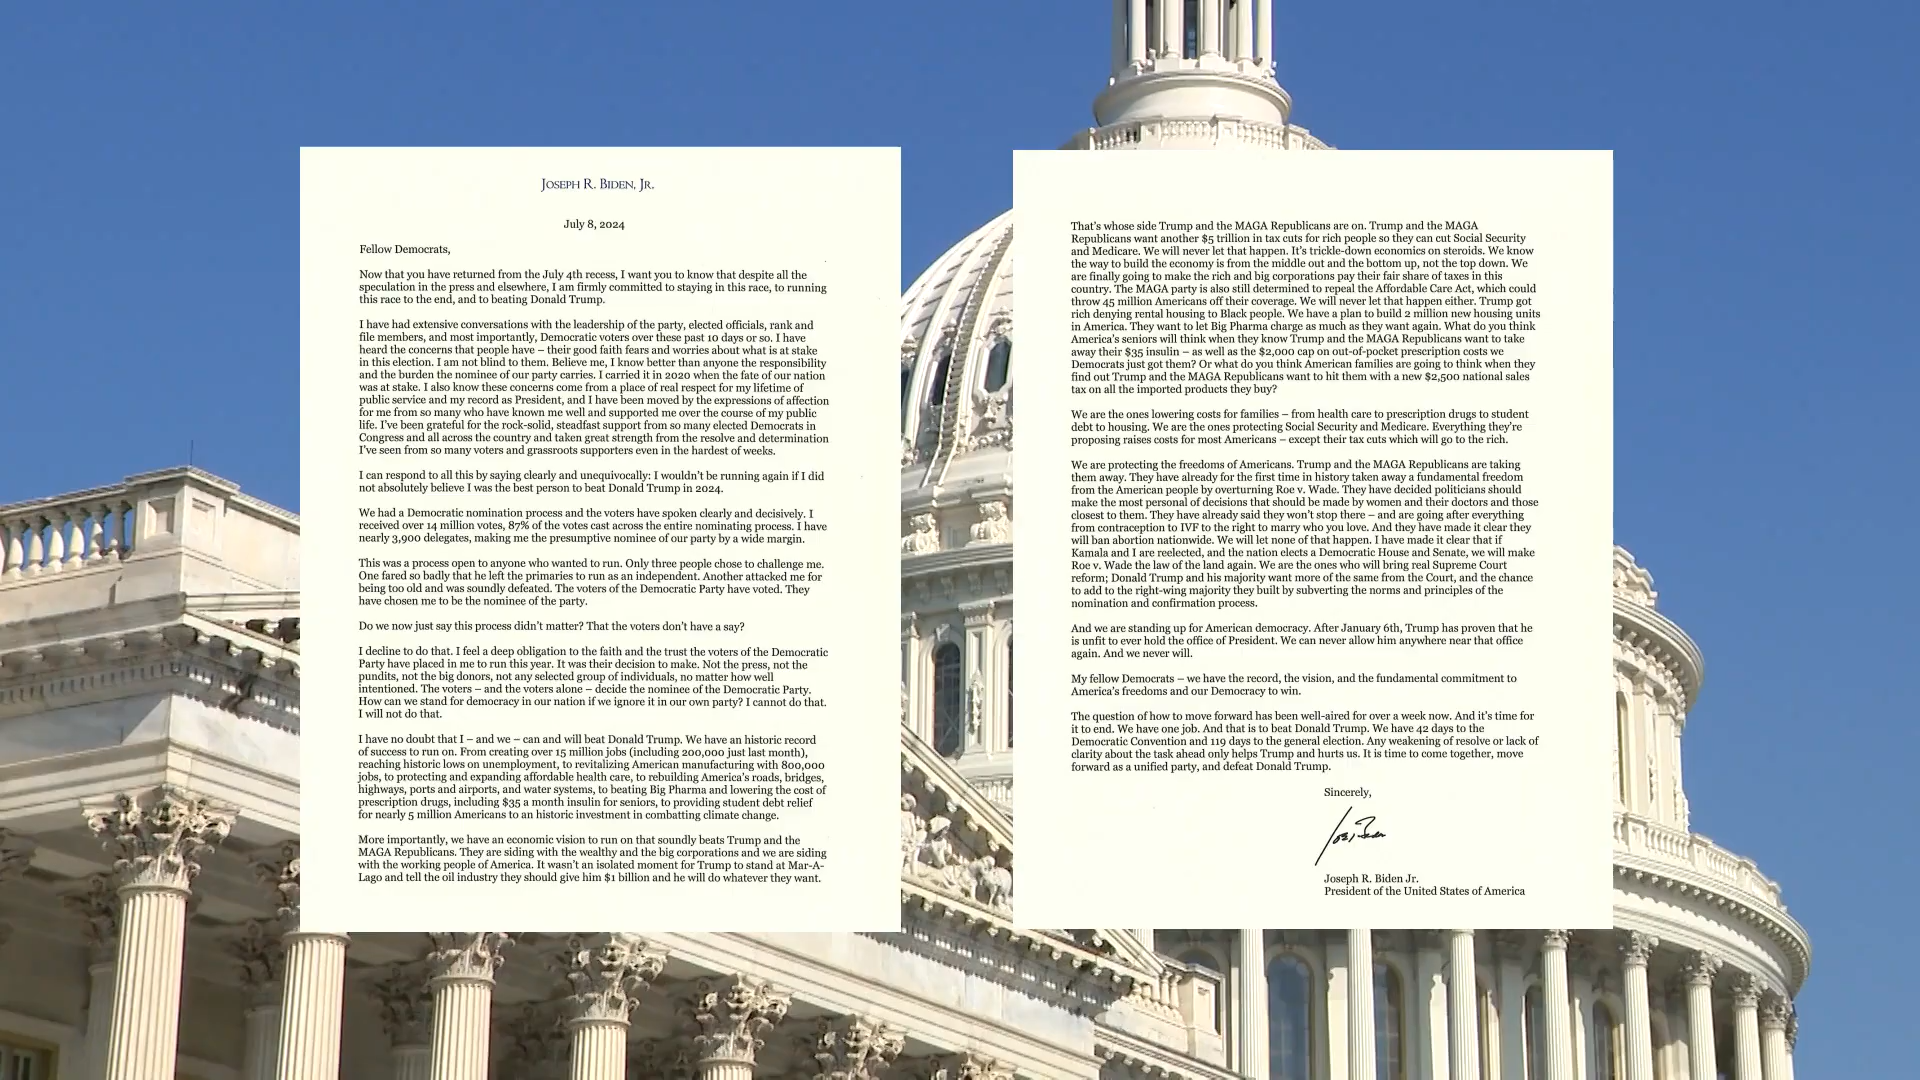 JOSEPH R. BIDEN, JR.
July 8, 2024
Fellow Democrats,
Now that you have returned from the July 4th recess, I want you to know that despite all the
speculation in the press and elsewhere, I am firmly committed to staying in this race, to running
this race to the end, and to beating Donald Trump.
I have had extensive conversations with the leadership of the party, elected officials, rank and
file members, and most importantly, Democratic voters over these past 10 days or so. I have
heard the concerns that people have – their good faith fears and worries about what is at stake
in this election. I am not blind to them. Believe me, I know better than anyone the responsibility
and the burden the nominee of our party carries. I carried it in 2020 when the fate of our nation
was at stake. I also know these concerns come from a place of real respect for my lifetime of
public service and my record as President, and I have been moved by the expressions of affection
for me from so many who have known me well and supported me over the course of my public
life. I've been grateful for the rock-solid, steadfast support from so many elected Democrats in
Congress and all across the country and taken great strength from the resolve and determination
I've seen from so many voters and grassroots supporters even in the hardest of weeks.
I can respond to all this by saying clearly and unequivocally: I wouldn't be running again if I did
not absolutely believe I was the best person to beat Donald Trump in 2024.
We had a Democratic nomination process and the voters have spoken clearly and decisively. I
received over 14 million votes, 87% of the votes cast across the entire nominating process. I have
nearly 3,900 delegates, making me the presumptive nominee of our party by a wide margin.
This was a process open to anyone who wanted to run. Only three people chose to challenge me.
One fared so badly that he left the primaries to run as an independent. Another attacked me for
being too old and was soundly defeated. The voters of the Democratic Party have voted. They
have chosen me to be the nominee of the party.
Do we now just say this process didn't matter? That the voters don't have a say?
I decline to do that. I feel a deep obligation to the faith and the trust the voters of the Democratic
Party have placed in me to run this year. It was their decision to make. Not the press, not the
pundits, not the big donors, not any selected group of individuals, no matter how well
intentioned. The voters – and the voters alone – decide the nominee of the Democratic Party.
How can we stand for democracy in our nation if we ignore it in our own party? I cannot do that.
I will not do that.
I have no doubt that I – and we – can and will beat Donald Trump. We have an historic record
of success to run on. From creating over 15 million jobs (including 200,000 just last month),
reaching historic lows on unemployment, to revitalizing American manufacturing with 800,000
jobs, to protecting and expanding affordable health care, to rebuilding America's roads, bridges,
highways, ports and airports, and water systems, to beating Big Pharma and lowering the cost of
prescription drugs, including $35 a month insulin for seniors, to providing student debt relief
for nearly 5 million Americans to an historic investment in combatting climate change.
More importantly, we have an economic vision to run on that soundly beats Trump and the
MAGA Republicans. They are siding with the wealthy and the big corporations and we are siding
with the working people of America. It wasn't an isolated moment for Trump to stand at Mar-A-
Lago and tell the oil industry they should give him $1 billion and he will do whatever they want.
That's whose side Trump and the MAGA Republicans are on. Trump and the MAGA
Republicans want another $5 trillion in tax cuts for rich people so they can cut Social Security
and Medicare. We will never let that happen. It's trickle-down economics on steroids. We know
the way to build the economy is from the middle out and the bottom up, not the top down. We
are finally going to make the rich and big corporations pay their fair share of taxes in this
country. The MAGA party is also still determined to repeal the Affordable Care Act, which could
throw 45 million Americans off their coverage. We will never let that happen either. Trump got
rich denying rental housing to Black people. We have a plan to build 2 million new housing units
in America. They want to let Big Pharma charge as much as they want again. What do you think
America's seniors will think when they know Trump and the MAGA Republicans want to take
away their $35 insulin – as well as the $2,000 cap on out-of-pocket prescription costs we
Democrats just got them? Or what do you think American families are going to think when they
find out Trump and the MAGA Republicans want to hit them with a new $2,500 national sales
tax on all the imported products they buy?
We are the ones lowering costs for families – from health care to prescription drugs to student
debt to housing. We are the ones protecting Social Security and Medicare. Everything they're
proposing raises costs for most Americans – except their tax cuts which will go to the rich.
We are protecting the freedoms of Americans. Trump and the MAGA Republicans are taking
them away. They have already for the first time in history taken away a fundamental freedom
from the American people by overturning Roe v. Wade. They have decided politicians should
make the most personal of decisions that should be made by women and their doctors and those
closest to them. They have already said they won't stop there – and are going after everything
from contraception to IVF to the right to marry who you love. And they have made it clear they
will ban abortion nationwide. We will let none of that happen. I have made it clear that if
Kamala and I are reelected, and the nation elects a Democratic House and Senate, we will make
Roe v. Wade the law of the land again. We are the ones who will bring real Supreme Court
reform; Donald Trump and his majority want more of the same from the Court, and the chance
to add to the right-wing majority they built by subverting the norms and principles of the
nomination and confirmation process.
And we are standing up for American democracy. After January 6th, Trump has proven that he
is unfit to ever hold the office of President. We can never allow him anywhere near that office
again. And we never will.
My fellow Democrats – we have the record, the vision, and the fundamental commitment to
America's freedoms and our Democracy to win.
The question of how to move forward has been well-aired for over a week now. And it's time for
it to end. We have one job. And that is to beat Donald Trump. We have 42 days to the
Democratic Convention and 119 days to the general election. Any weakening of resolve or lack of
clarity about the task ahead only helps Trump and hurts us. It is time to come together, move
forward as a unified party, and defeat Donald Trump.
Sincerely,
Joe Biden
Joseph R. Biden Jr.
President of the United States of America